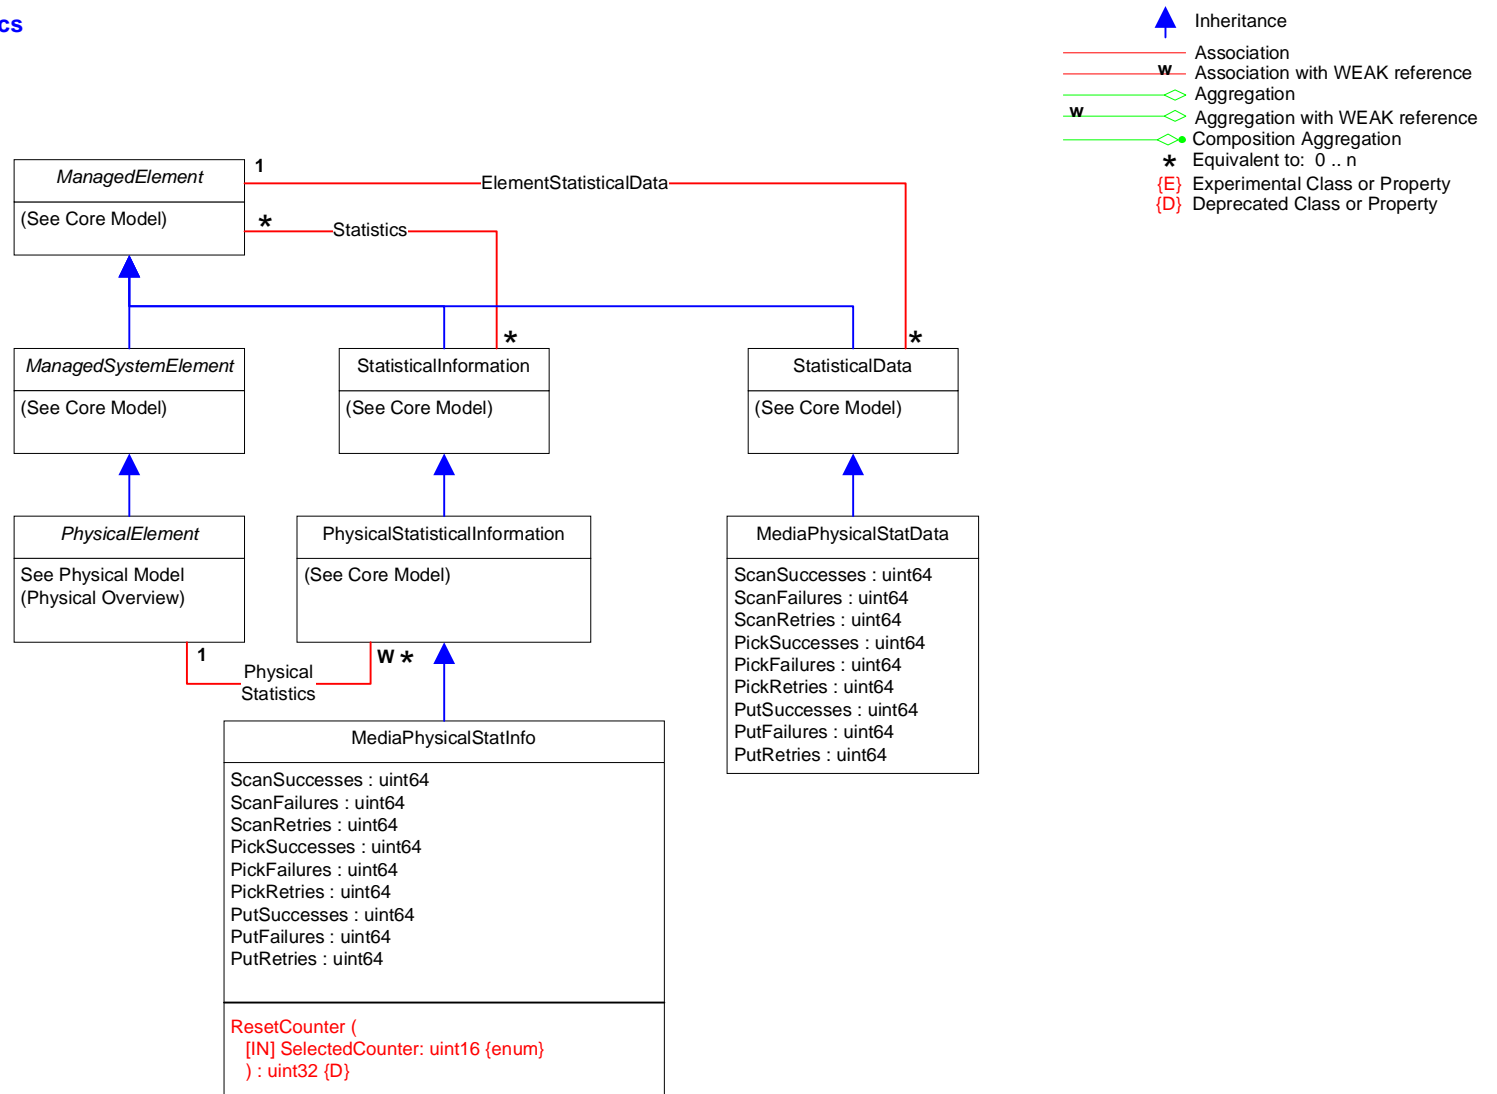 cs
Inheritance
Association
w
Association with WEAK reference
Aggregation
w
Aggregation with WEAK reference
Composition Aggregation
* Equivalent to: 0 .. n
{E} Experimental Class or Property
{D} Deprecated Class or Property
ManagedElement
(See Core Model)
1
ElementStatisticalData
*
Statistics
*
*
ManagedSystemElement
(See Core Model)
StatisticalInformation
(See Core Model)
StatisticalData
(See Core Model)
PhysicalElement
See Physical Model
(Physical Overview)
PhysicalStatisticalInformation
(See Core Model)
MediaPhysicalStatData
ScanSuccesses : uint64
ScanFailures : uint64
ScanRetries : uint64
PickSuccesses : uint64
PickFailures : uint64
PickRetries : uint64
PutSuccesses : uint64
PutFailures : uint64
PutRetries : uint64
1
Physical
Statistics
w *
MediaPhysicalStatInfo
ScanSuccesses : uint64
ScanFailures : uint64
ScanRetries : uint64
PickSuccesses : uint64
PickFailures : uint64
PickRetries : uint64
PutSuccesses : uint64
PutFailures : uint64
PutRetries : uint64
ResetCounter (
[IN] SelectedCounter: uint16 {enum}
) : uint32 {D}